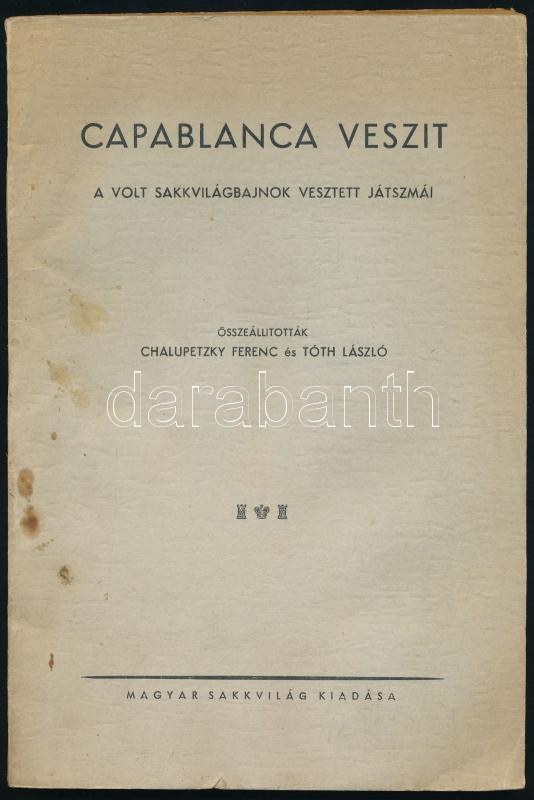 CAPABLANCA VESZIT
A VOLT SAKKVILÁGBAJNOK VESZTETT JÁTSZMÁI
ÖSSZEÁLLITOTTÁK
CHALUPETZKY FERENC és TÓTH LÁSZLÓ
darabanth
MAGYAR SAKKVILÁG KIADÁSA